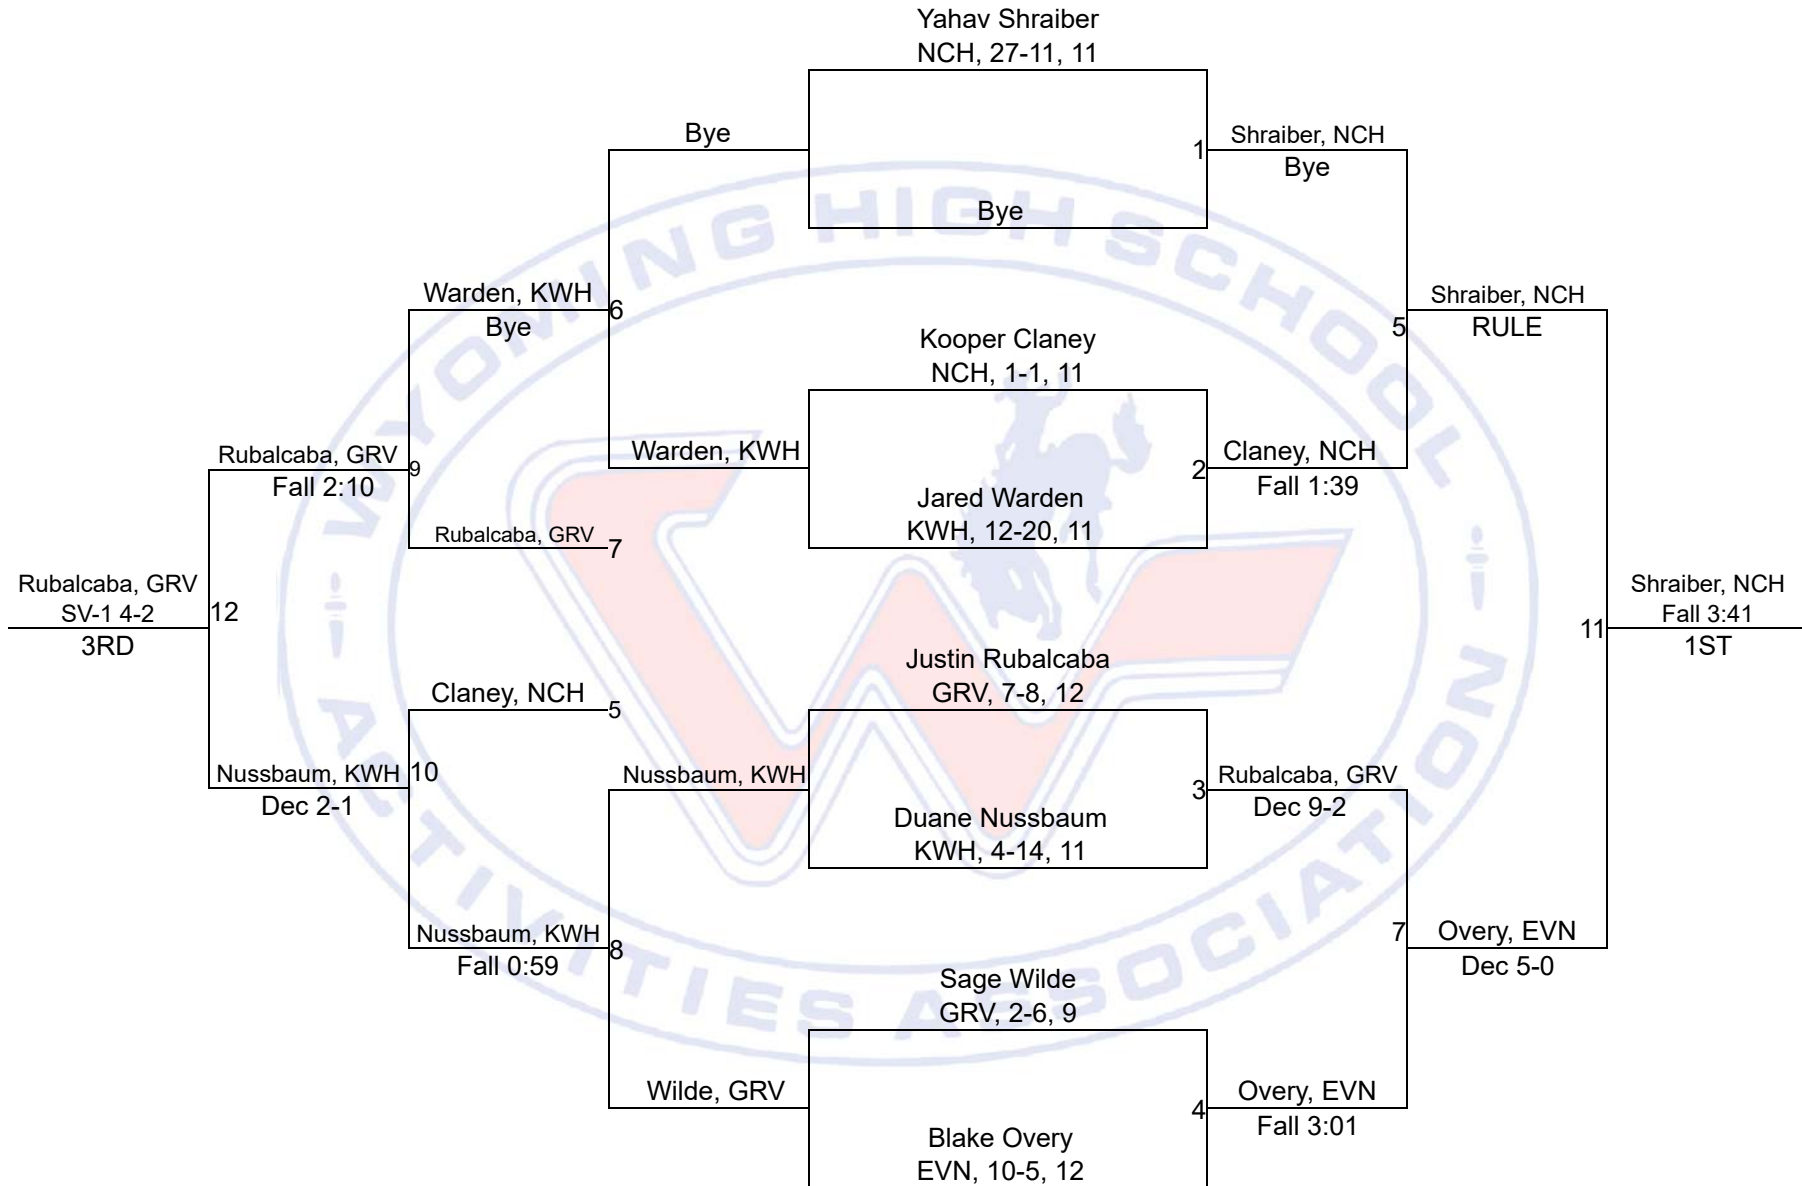 Yahav Shraiber
NCH, 27-11, 11
Bye
1
Shraiber, NCH
Bye
Bye
Warden, KWH
Bye
6
Shraiber, NCH
RULE
5
Kooper Claney
NCH, 1-1, 11
Warden, KWH
2
Claney, NCH
Fall 1:39
Rubalcaba, GRV
Fall 2:10
9
Jared Warden
KWH, 12-20, 11
Rubalcaba, GRV
7
Rubalcaba, GRV
SV-1 4-2
3RD
12
Shraiber, NCH
Fall 3:41
1ST
11
Justin Rubalcaba
GRV, 7-8, 12
Claney, NCH
5
Nussbaum, KWH
Dec 2-1
10
Nussbaum, KWH
3
Rubalcaba, GRV
Dec 9-2
Duane Nussbaum
KWH, 4-14, 11
Nussbaum, KWH
Fall 0:59
8
7
Overy, EVN
Dec 5-0
Sage Wilde
GRV, 2-6, 9
Wilde, GRV
4
Overy, EVN
Fall 3:01
Blake Overy
EVN, 10-5, 12
WYOMING HIGH SCHOOL
ACTIVITIES ASSOCIATION